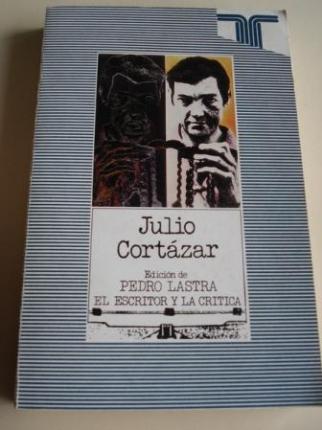 Julio
Cortázar
Edición de
PEDRO LASTRA
EL ESCRITOR Y LA CRITICA